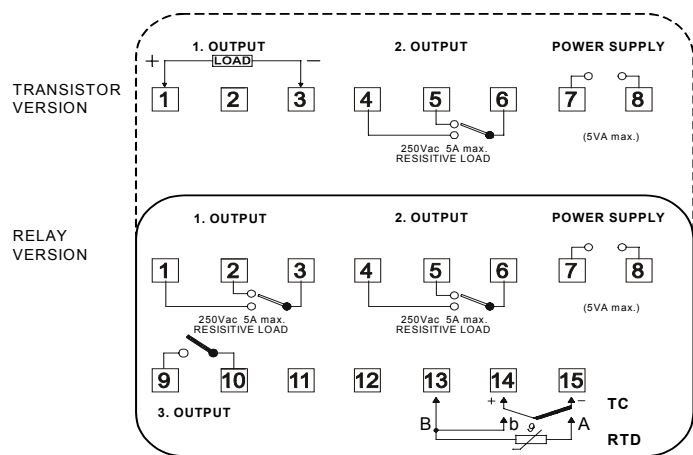 1. OUTPUT 2. OUTPUT POWER SUPPLY
+ LOAD −
TRANSISTOR
VERSION
1 2 3 4 5 6 7 8
250Vac 5A max.
RESISITIVE LOAD
(5VA max.)
RELAY
VERSION
1. OUTPUT 2. OUTPUT POWER SUPPLY
1 2 3 4 5 6 7 8
250Vac 5A max.
RESISITIVE LOAD
250Vac 5A max.
RESISITIVE LOAD
(5VA max.)
9 10 11 12 13 14 15
3. OUTPUT
+ − TC
B b A
RTD